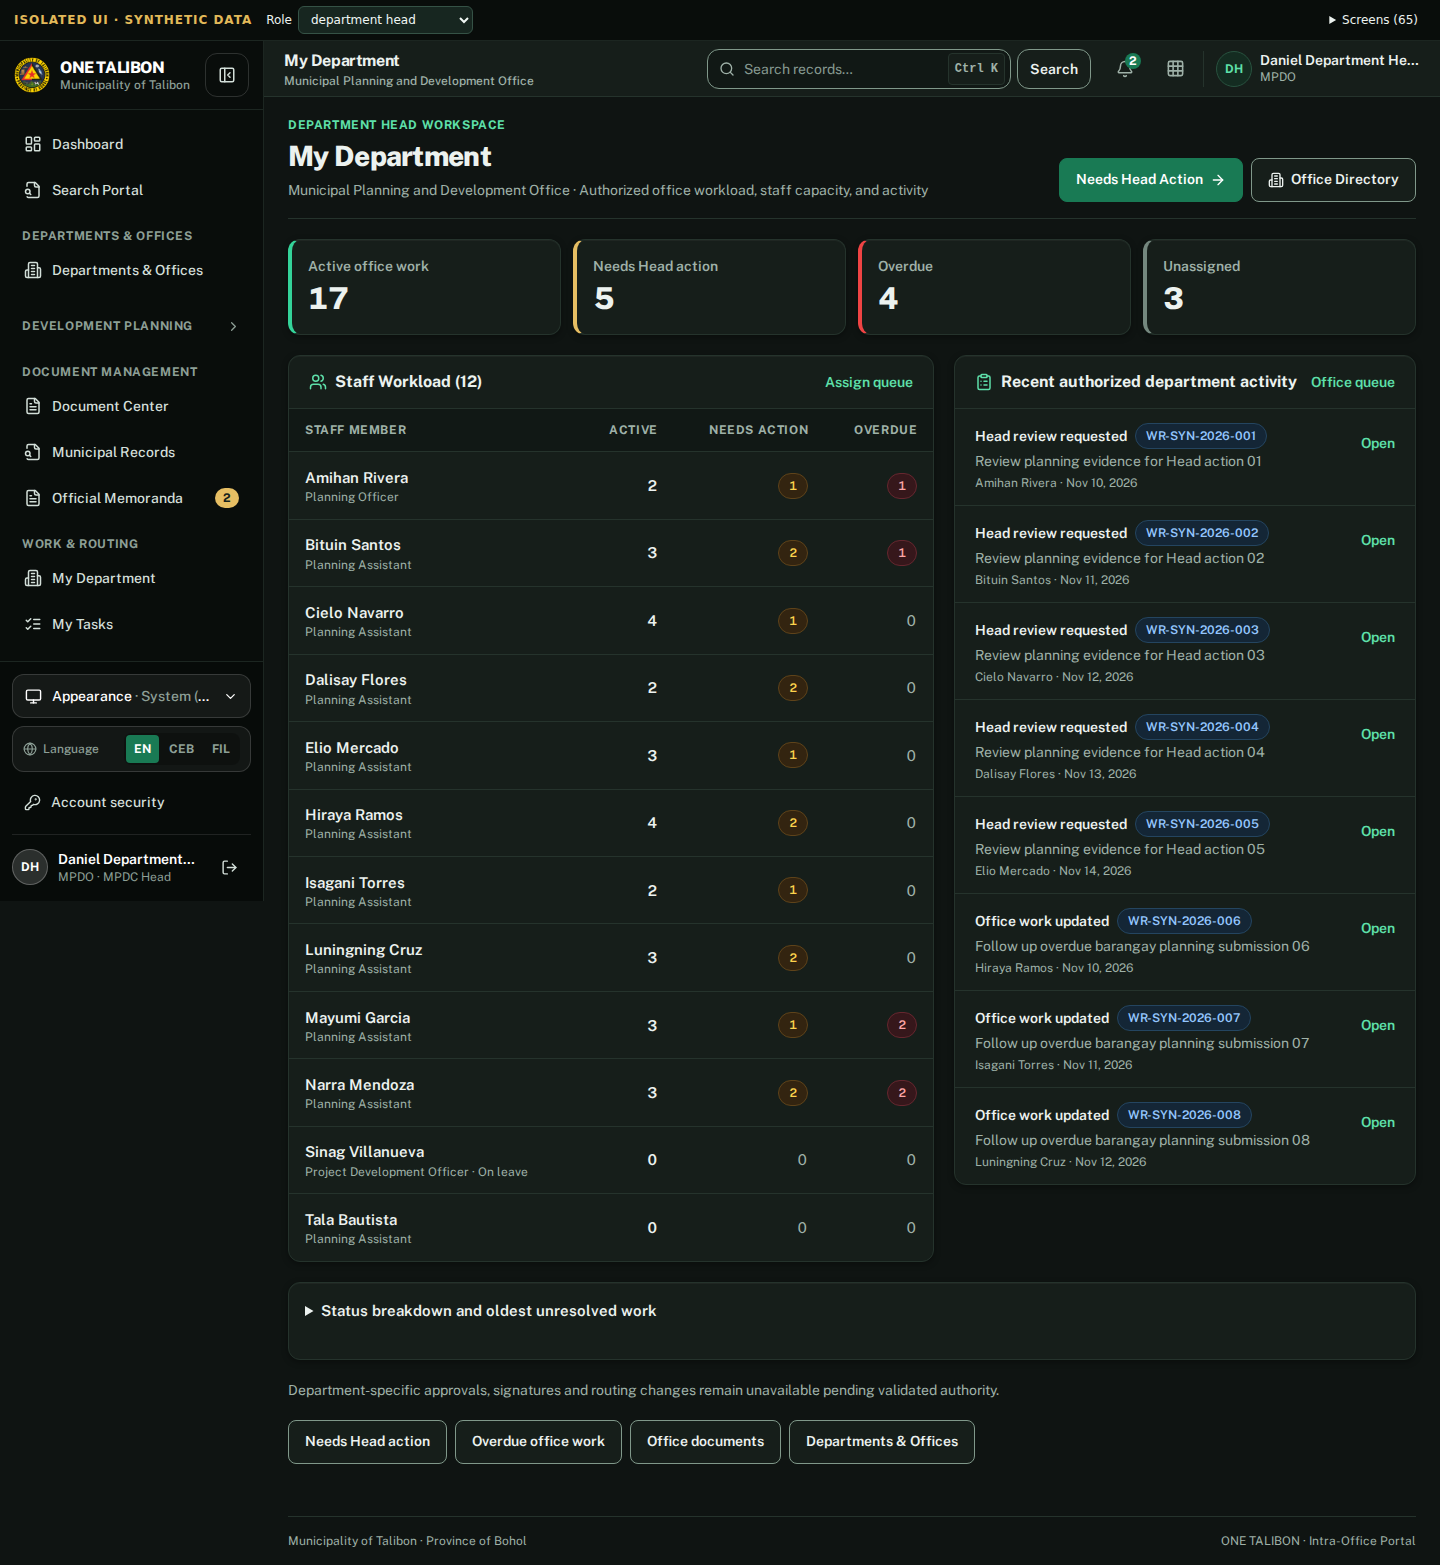 ISOLATED UI · SYNTHETIC DATA
Role
department head
Screens (65)
ONE TALIBON
Municipality of Talibon
My Department
Municipal Planning and Development Office
Search records...
Ctrl K
Search
2
DH
Daniel Department He...
MPDO
Dashboard
Search Portal
DEPARTMENTS & OFFICES
Departments & Offices
DEVELOPMENT PLANNING
DOCUMENT MANAGEMENT
Document Center
Municipal Records
Official Memoranda
2
WORK & ROUTING
My Department
My Tasks
Appearance · System (...
Language
EN
CEB
FIL
Account security
DH
Daniel Department...
MPDO · MPDC Head
DEPARTMENT HEAD WORKSPACE
My Department
Municipal Planning and Development Office · Authorized office workload, staff capacity, and activity
Needs Head Action
Office Directory
Active office work
17
Needs Head action
5
Overdue
4
Unassigned
3
Staff Workload (12)
Assign queue
STAFF MEMBER ACTIVE NEEDS ACTION OVERDUE
Amihan Rivera
Planning Officer
2 1 1
Bituin Santos
Planning Assistant
3 2 1
Cielo Navarro
Planning Assistant
4 1 0
Dalisay Flores
Planning Assistant
2 2 0
Elio Mercado
Planning Assistant
3 1 0
Hiraya Ramos
Planning Assistant
4 2 0
Isagani Torres
Planning Assistant
2 1 0
Luningning Cruz
Planning Assistant
3 2 0
Mayumi Garcia
Planning Assistant
3 1 2
Narra Mendoza
Planning Assistant
3 2 2
Sinag Villanueva
Project Development Officer · On leave
0 0 0
Tala Bautista
Planning Assistant
0 0 0
Recent authorized department activity
Office queue
Head review requested WR-SYN-2026-001
Open
Review planning evidence for Head action 01
Amihan Rivera · Nov 10, 2026
Head review requested WR-SYN-2026-002
Open
Review planning evidence for Head action 02
Bituin Santos · Nov 11, 2026
Head review requested WR-SYN-2026-003
Open
Review planning evidence for Head action 03
Cielo Navarro · Nov 12, 2026
Head review requested WR-SYN-2026-004
Open
Review planning evidence for Head action 04
Dalisay Flores · Nov 13, 2026
Head review requested WR-SYN-2026-005
Open
Review planning evidence for Head action 05
Elio Mercado · Nov 14, 2026
Office work updated WR-SYN-2026-006
Open
Follow up overdue barangay planning submission 06
Hiraya Ramos · Nov 10, 2026
Office work updated WR-SYN-2026-007
Open
Follow up overdue barangay planning submission 07
Isagani Torres · Nov 11, 2026
Office work updated WR-SYN-2026-008
Open
Follow up overdue barangay planning submission 08
Luningning Cruz · Nov 12, 2026
Status breakdown and oldest unresolved work
Department-specific approvals, signatures and routing changes remain unavailable pending validated authority.
Needs Head action
Overdue office work
Office documents
Departments & Offices
Municipality of Talibon · Province of Bohol
ONE TALIBON · Intra-Office Portal